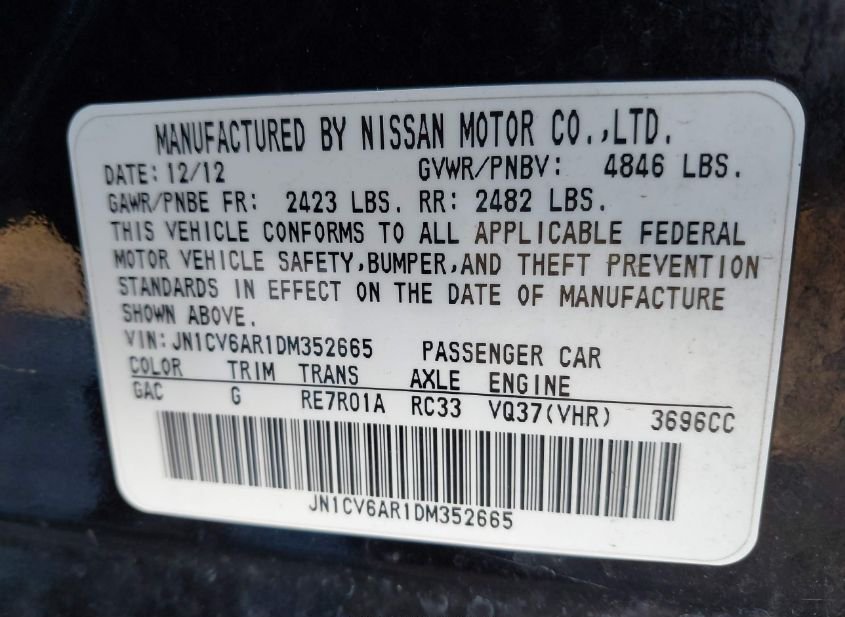 MANUFACTURED BY NISSAN MOTOR CO.,LTD.
DATE: 12/12 GVWR/PNBV: 4846 LBS.
GAWR/PNBE FR: 2423 LBS. RR: 2482 LBS.
THIS VEHICLE CONFORMS TO ALL APPLICABLE FEDERAL
MOTOR VEHICLE SAFETY,BUMPER,AND THEFT PREVENTION
STANDARDS IN EFFECT ON THE DATE OF MANUFACTURE
SHOWN ABOVE.
VIN:JN1CV6AR1DM352665 PASSENGER CAR
COLOR TRIM TRANS AXLE ENGINE
GAC G RE7R01A RC33 VQ37(VHR) 3696CC
JN1CV6AR1DM352665